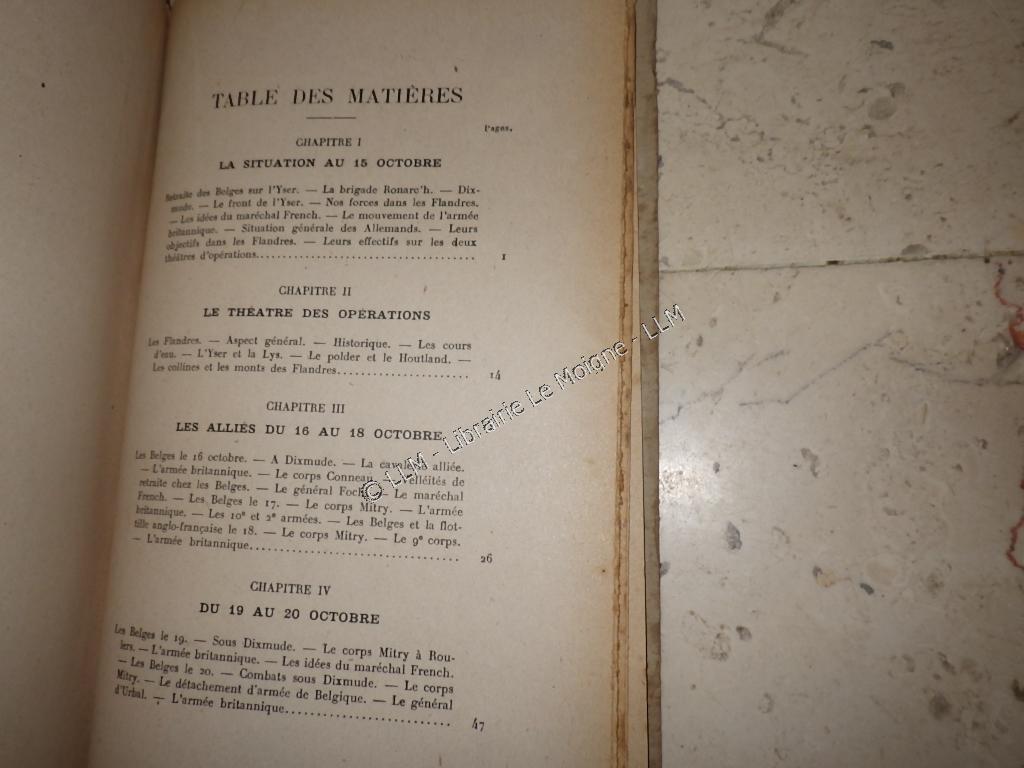 TABLE DES MATIÈRES
Pages.
CHAPITRE I
LA SITUATION AU 15 OCTOBRE
Retraite des Belges sur l'Yser. — La brigade Ronarc'h. — Dix-
mude. — Le front de l'Yser. — Nos forces dans les Flandres.
— Les idées du maréchal French. — Le mouvement de l'armée
britannique. — Situation générale des Allemands. — Leurs
objectifs dans les Flandres. — Leurs effectifs sur les deux
théâtres d'opérations. 1
CHAPITRE II
LE THÉATRE DES OPÉRATIONS
Les Flandres. — Aspect général. — Historique. — Les cours
d'eau. — L'Yser et la Lys. — Le polder et le Houtland. —
Les collines et les monts des Flandres. 14
CHAPITRE III
LES ALLIÉS DU 16 AU 18 OCTOBRE
Les Belges le 16 octobre. — A Dixmude. — La cavalerie alliée.
— L'armée britannique. — Le corps Conneau. — Velléités de
retraite chez les Belges. — Le général Foch. — Le maréchal
French. — Les Belges le 17. — Le corps Mitry. — L'armée
britannique. — Les 10e et 2e armées. — Les Belges et la flot-
tille anglo-française le 18. — Le corps Mitry. — Le 9e corps.
— L'armée britannique. 26
CHAPITRE IV
DU 19 AU 20 OCTOBRE
Les Belges le 19. — Sous Dixmude. — Le corps Mitry à Rou-
lers. — L'armée britannique. — Les idées du maréchal French.
— Les Belges le 20. — Combats sous Dixmude. — Le corps
Mitry. — Le détachement d'armée de Belgique. — Le général
d'Urbal. — L'armée britannique. 47
© LLM - Librairie Le Moigne - LLM